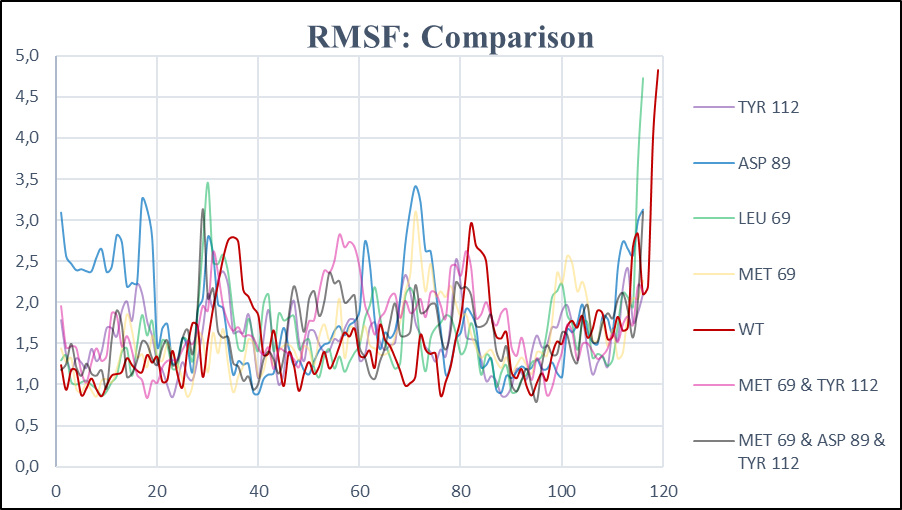 RMSF: Comparison
5,0
4,5
4,0
3,5
3,0
2,5
2,0
1,5
1,0
0,5
0,0
0 20 40 60 80 100 120
TYR 112
ASP 89
LEU 69
MET 69
WT
MET 69 & TYR 112
MET 69 & ASP 89 &
TYR 112